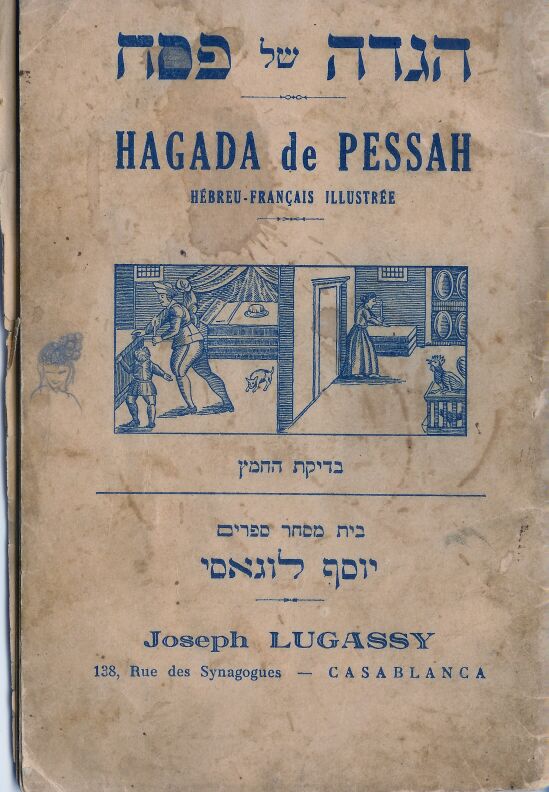 הגדה של פסח
HAGADA de PESSAH
HÉBREU-FRANÇAIS ILLUSTRÉE
בדיקת החמץ
בית מסחר ספרים
יוסף לוגאסי
Joseph LUGASSY
138, Rue des Synagogues — CASABLANCA